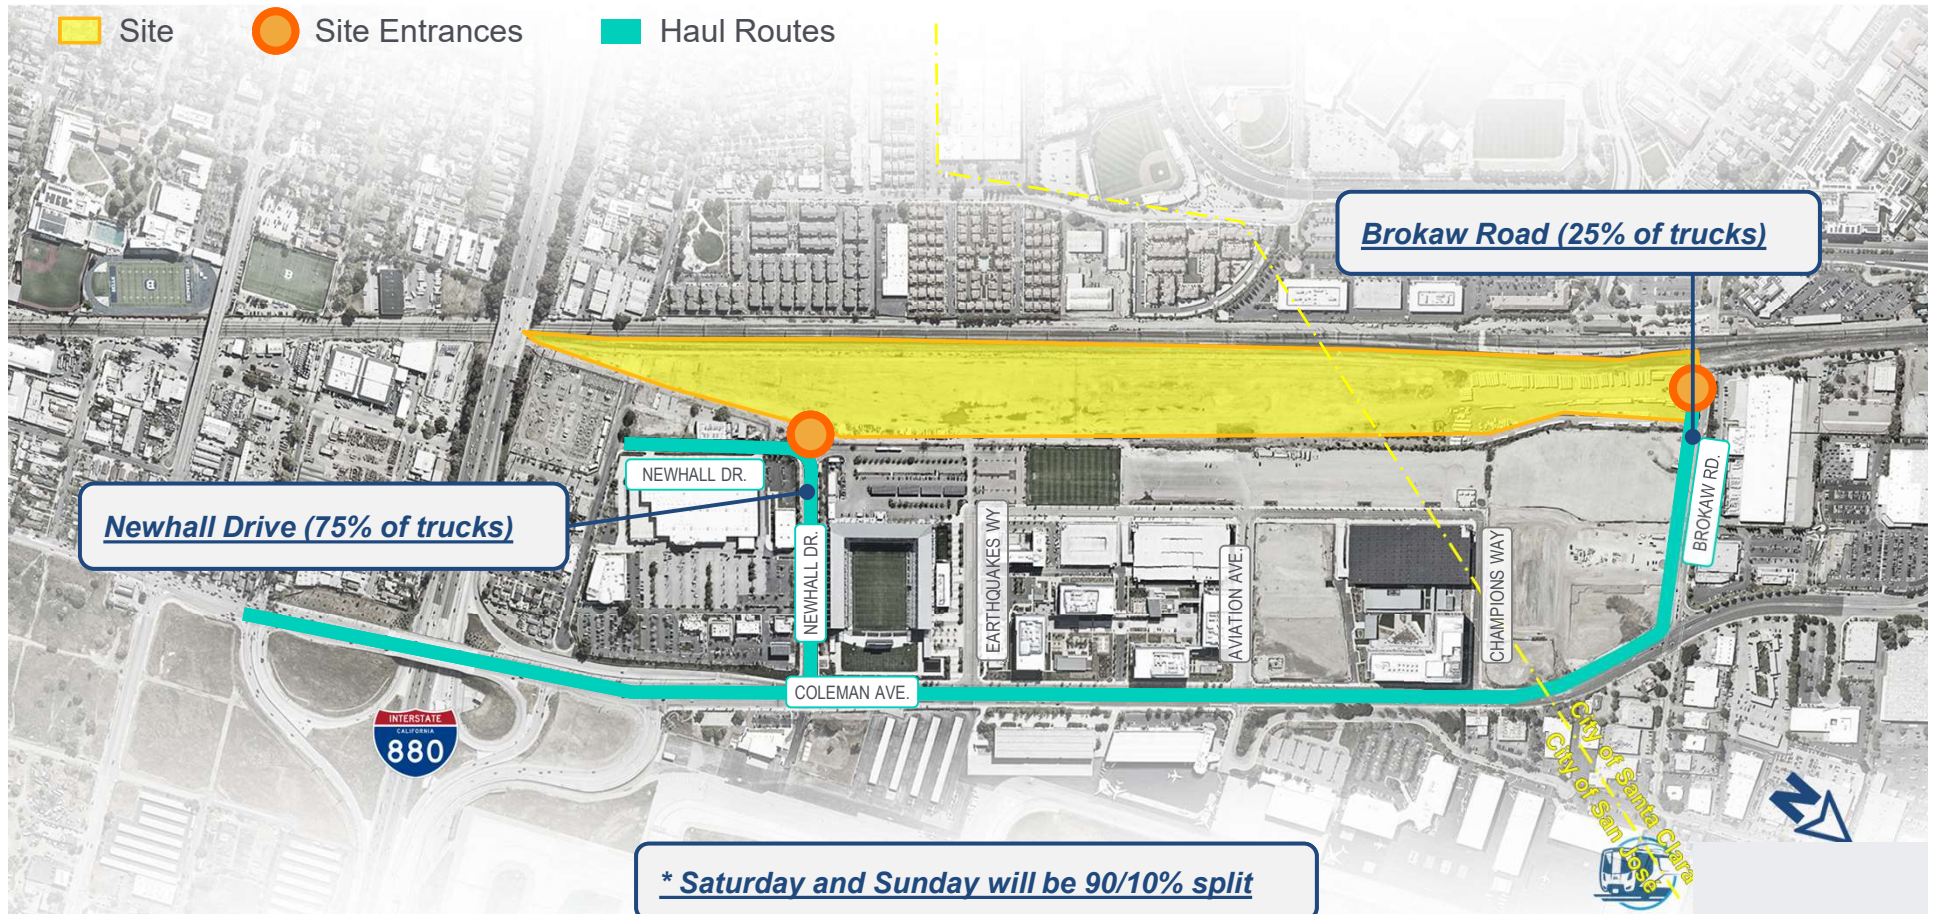 Site
Site Entrances
Haul Routes
Brokaw Road (25% of trucks)
NEWHALL DR.
Newhall Drive (75% of trucks)
NEWHALL DR.
EARTHQUAKES WY
AVIATION AVE.
CHAMPIONS WAY
BROKAW RD.
COLEMAN AVE.
INTERSTATE
CALIFORNIA
880
City of Santa Clara
City of San Jose
N
* Saturday and Sunday will be 90/10% split